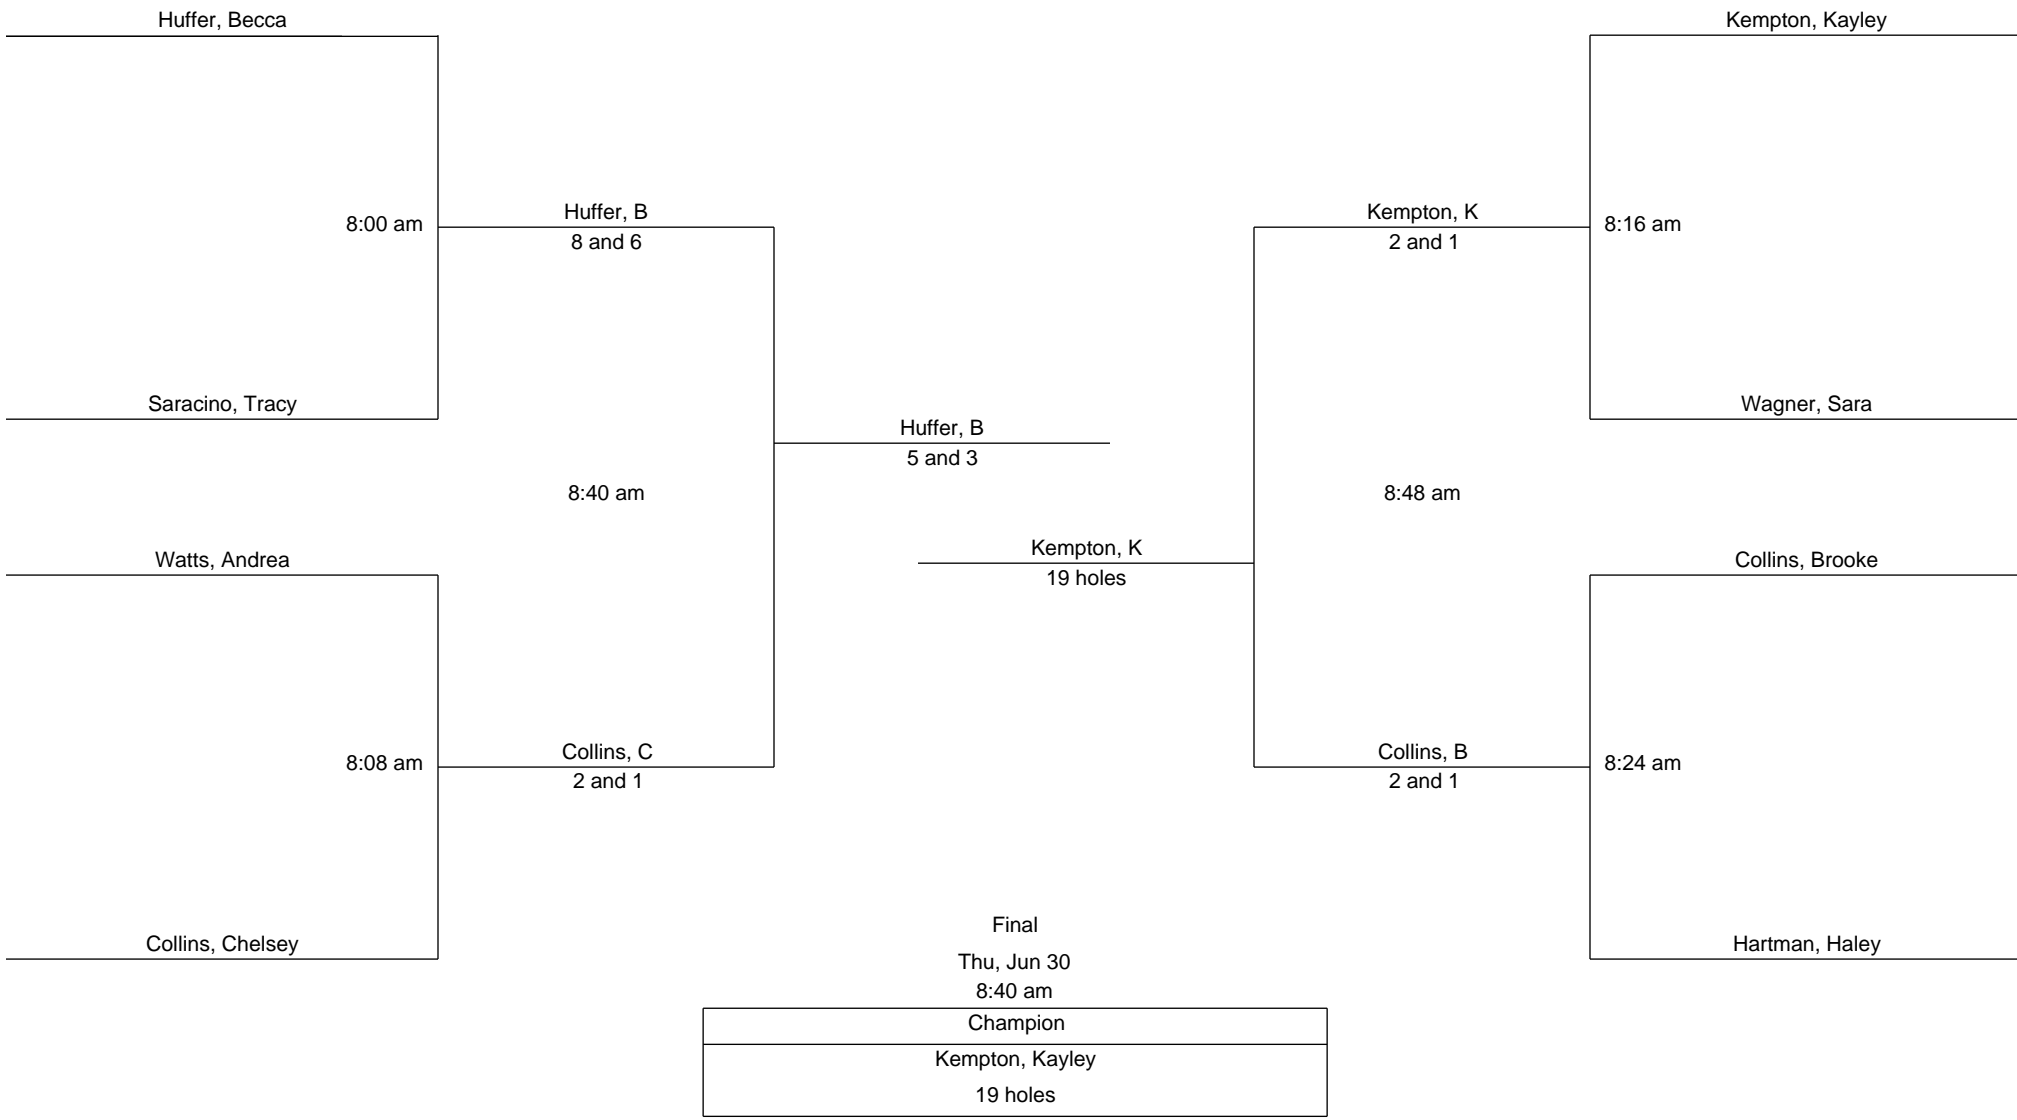 Huffer, Becca
Kempton, Kayley
8:00 am
Huffer, B
8 and 6
Kempton, K
2 and 1
8:16 am
Saracino, Tracy
Wagner, Sara
Huffer, B
5 and 3
8:40 am
8:48 am
Kempton, K
19 holes
Watts, Andrea
Collins, Brooke
8:08 am
Collins, C
2 and 1
Collins, B
2 and 1
8:24 am
Collins, Chelsey
Hartman, Haley
Final
Thu, Jun 30
8:40 am
Champion
Kempton, Kayley
19 holes